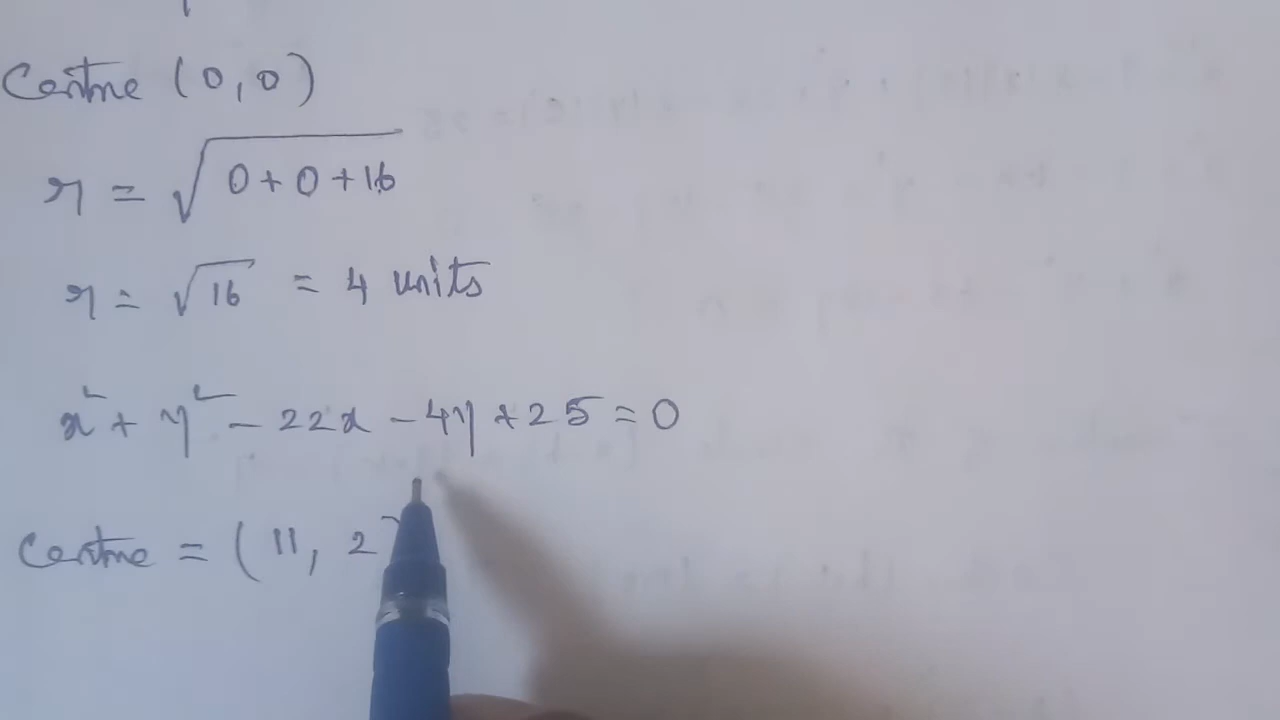 Centre (0,0)
r = √0+0+16
r = √16 = 4 units
x² + y² - 22x - 4y + 25 = 0
Centre = (11, 2)